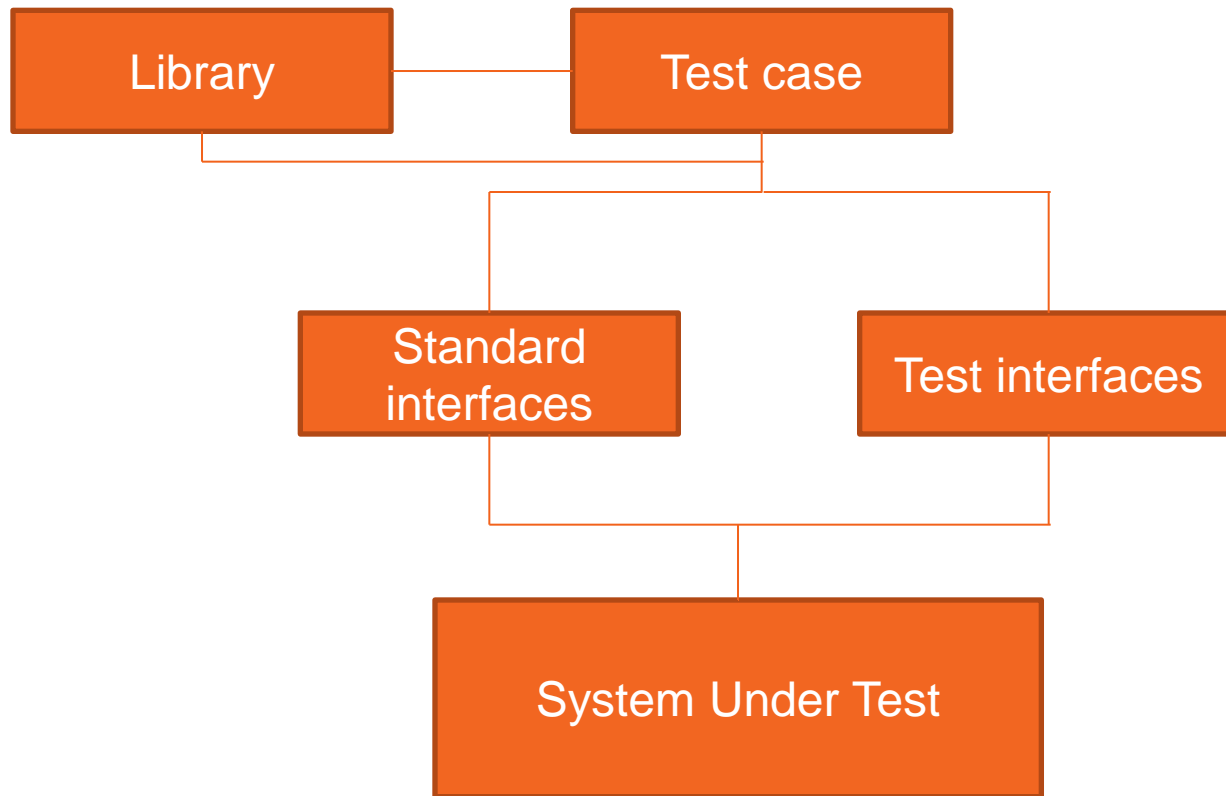 Library
Test case
Standard
interfaces
Test interfaces
System Under Test